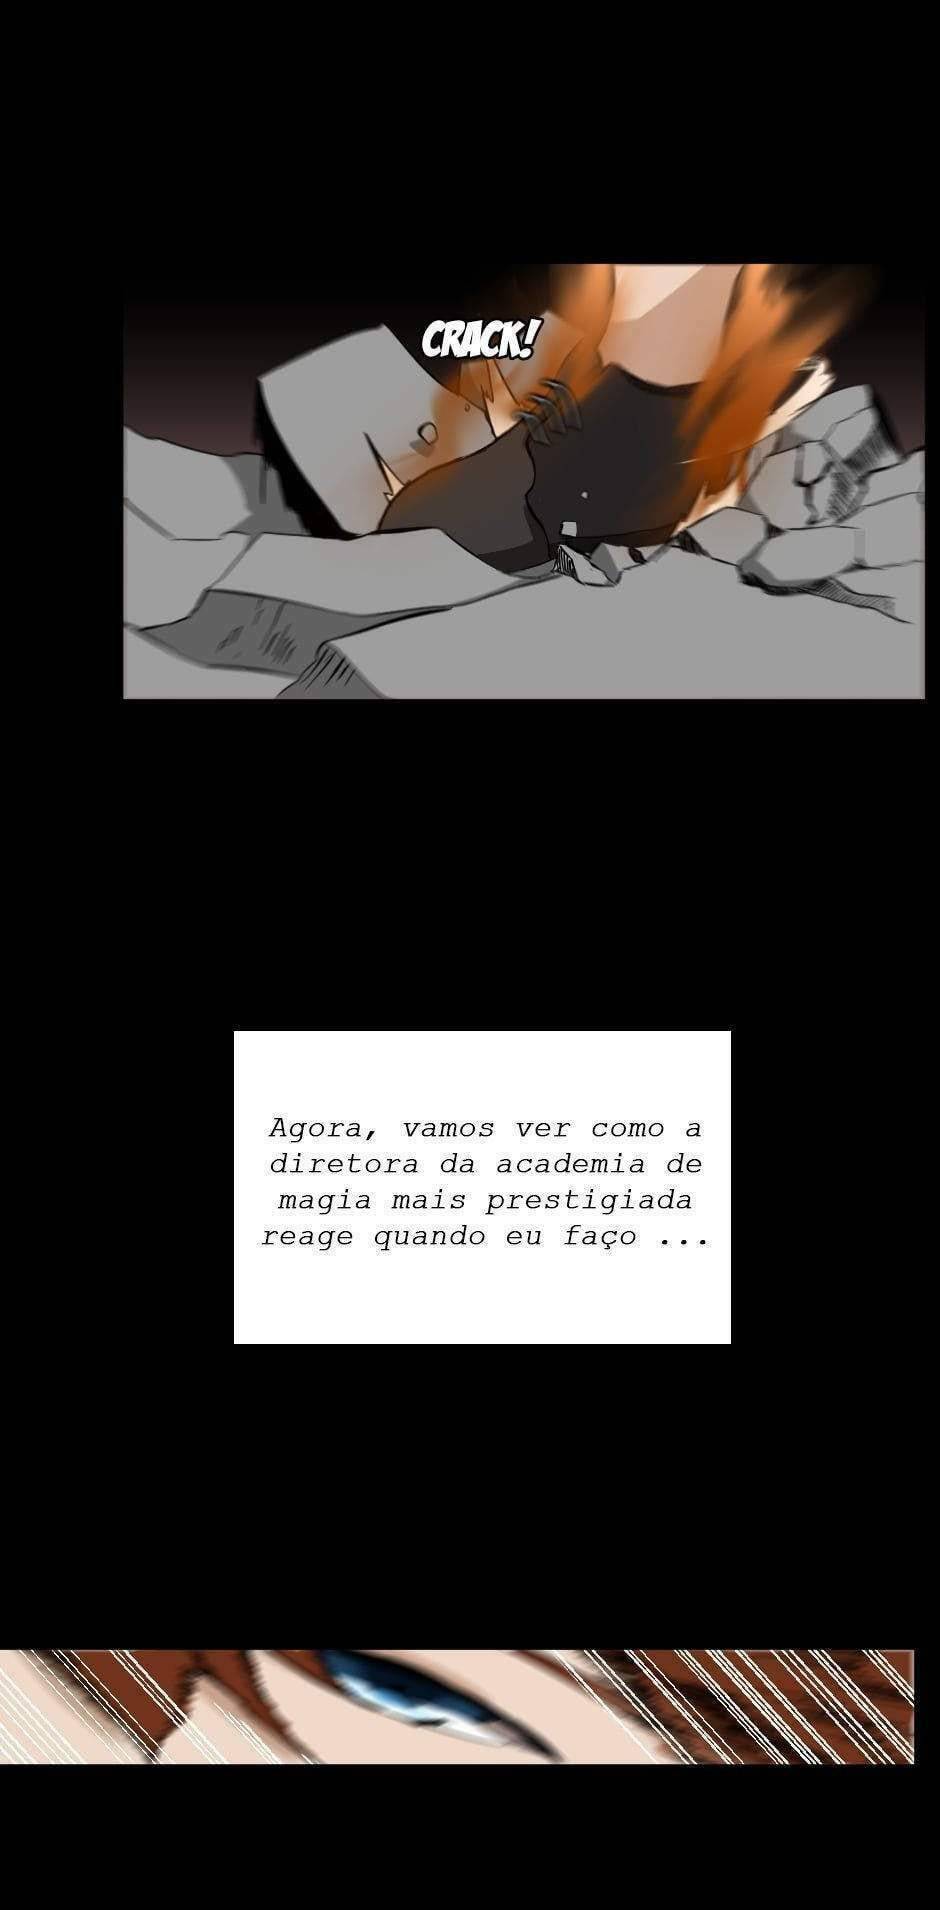 CRACK!
Agora, vamos ver como a
diretora da academia de
magia mais prestigiada
reage quando eu faço ...